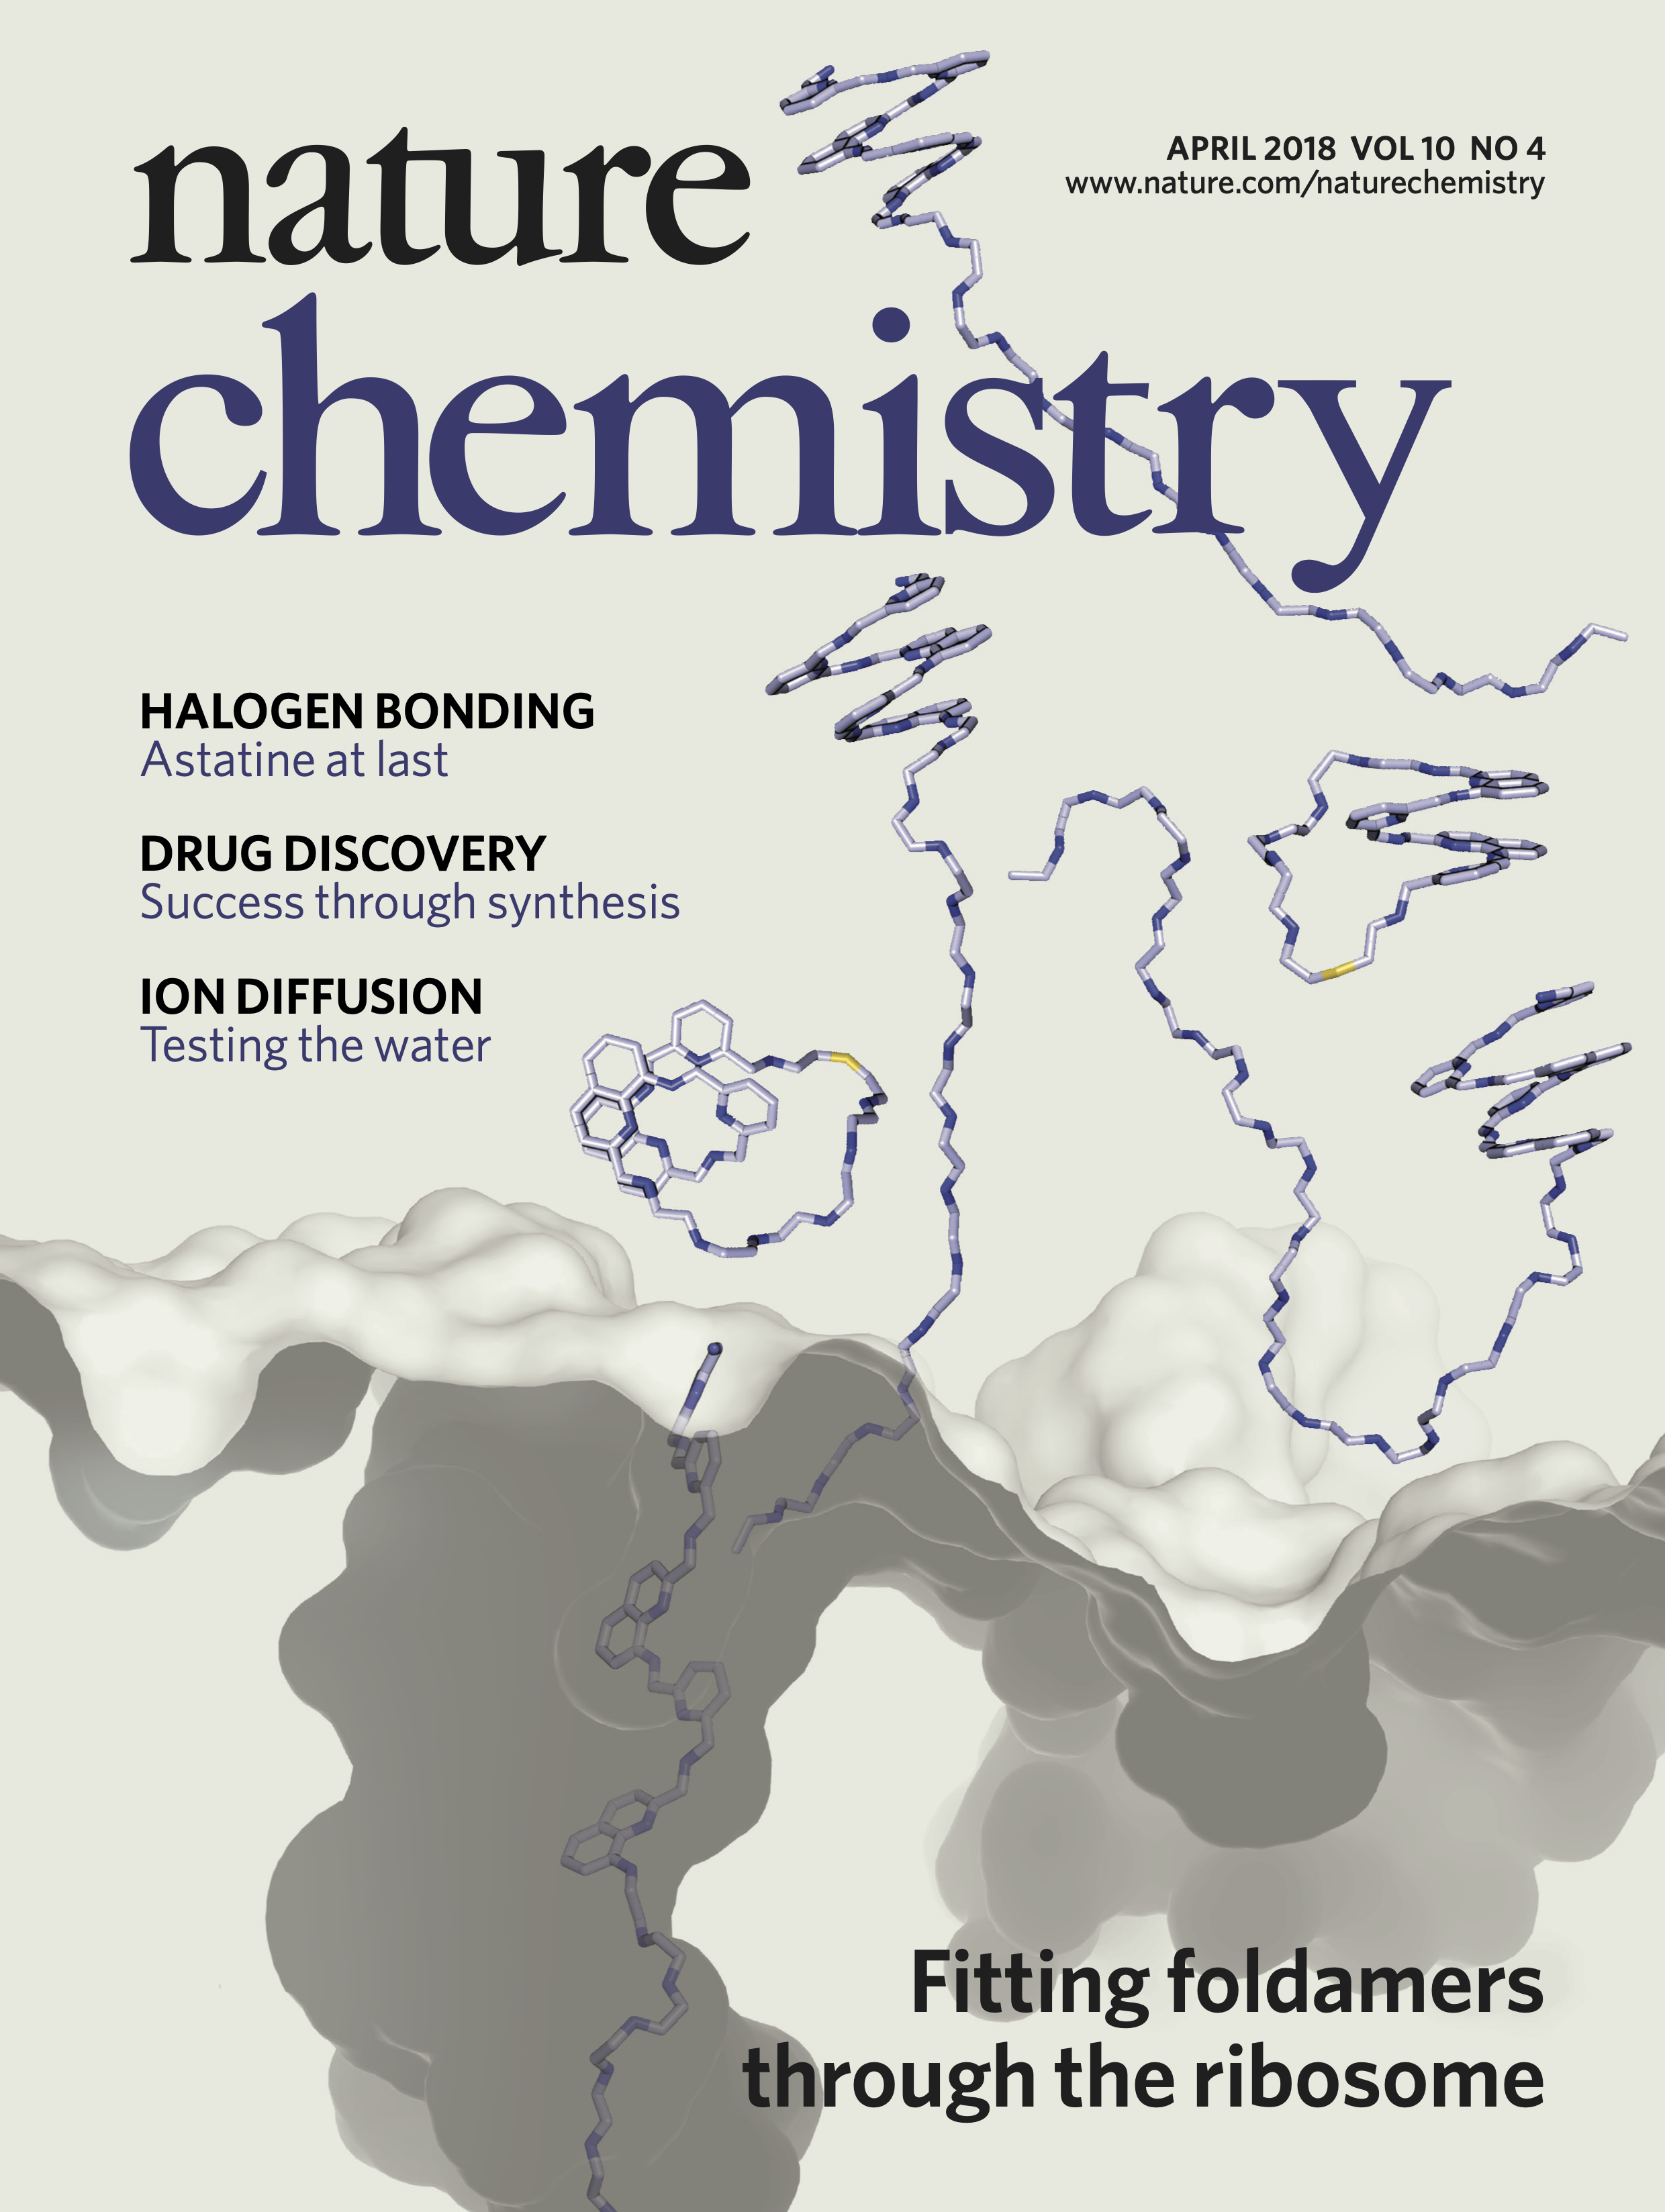 nature
chemistry
APRIL 2018 VOL 10 NO 4
www.nature.com/naturechemistry
HALOGEN BONDING
Astatine at last
DRUG DISCOVERY
Success through synthesis
ION DIFFUSION
Testing the water
Fitting foldamers
through the ribosome